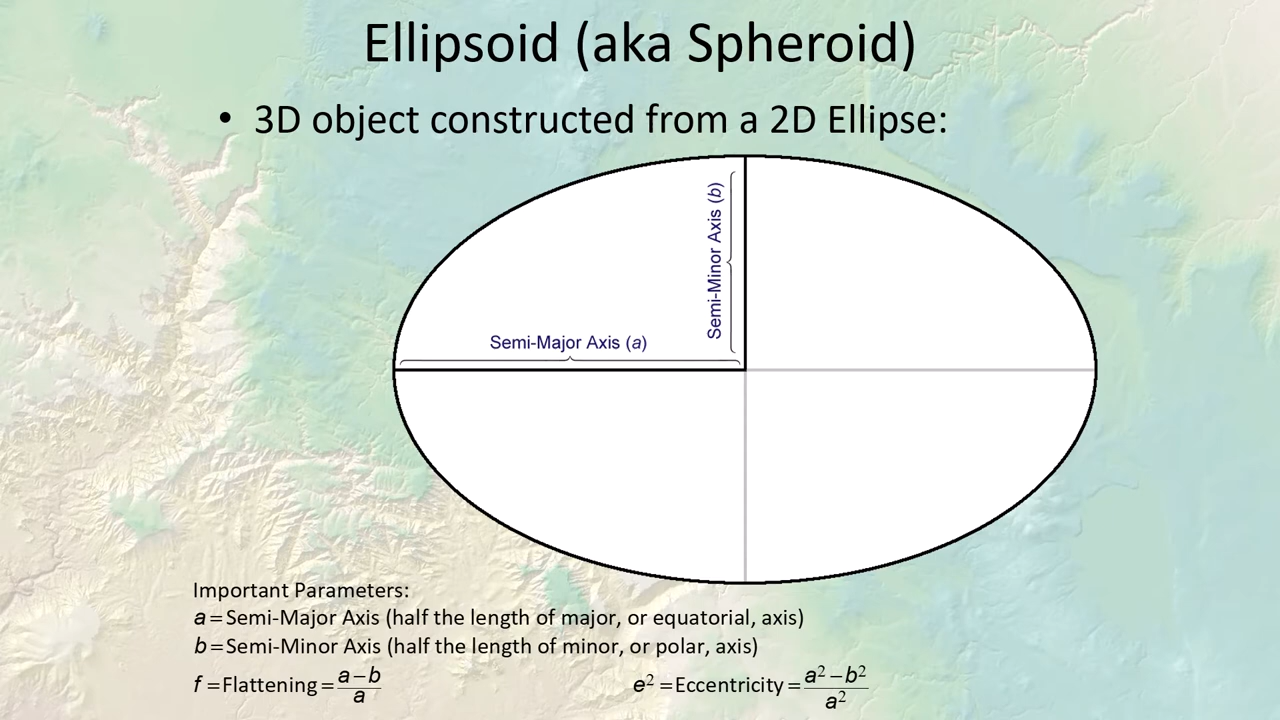 Ellipsoid (aka Spheroid)
• 3D object constructed from a 2D Ellipse:
Semi-Minor Axis (b)
Semi-Major Axis (a)
Important Parameters:
a = Semi-Major Axis (half the length of major, or equatorial, axis)
b = Semi-Minor Axis (half the length of minor, or polar, axis)
f = Flattening = (a − b) / a
e² = Eccentricity = (a² − b²) / a²